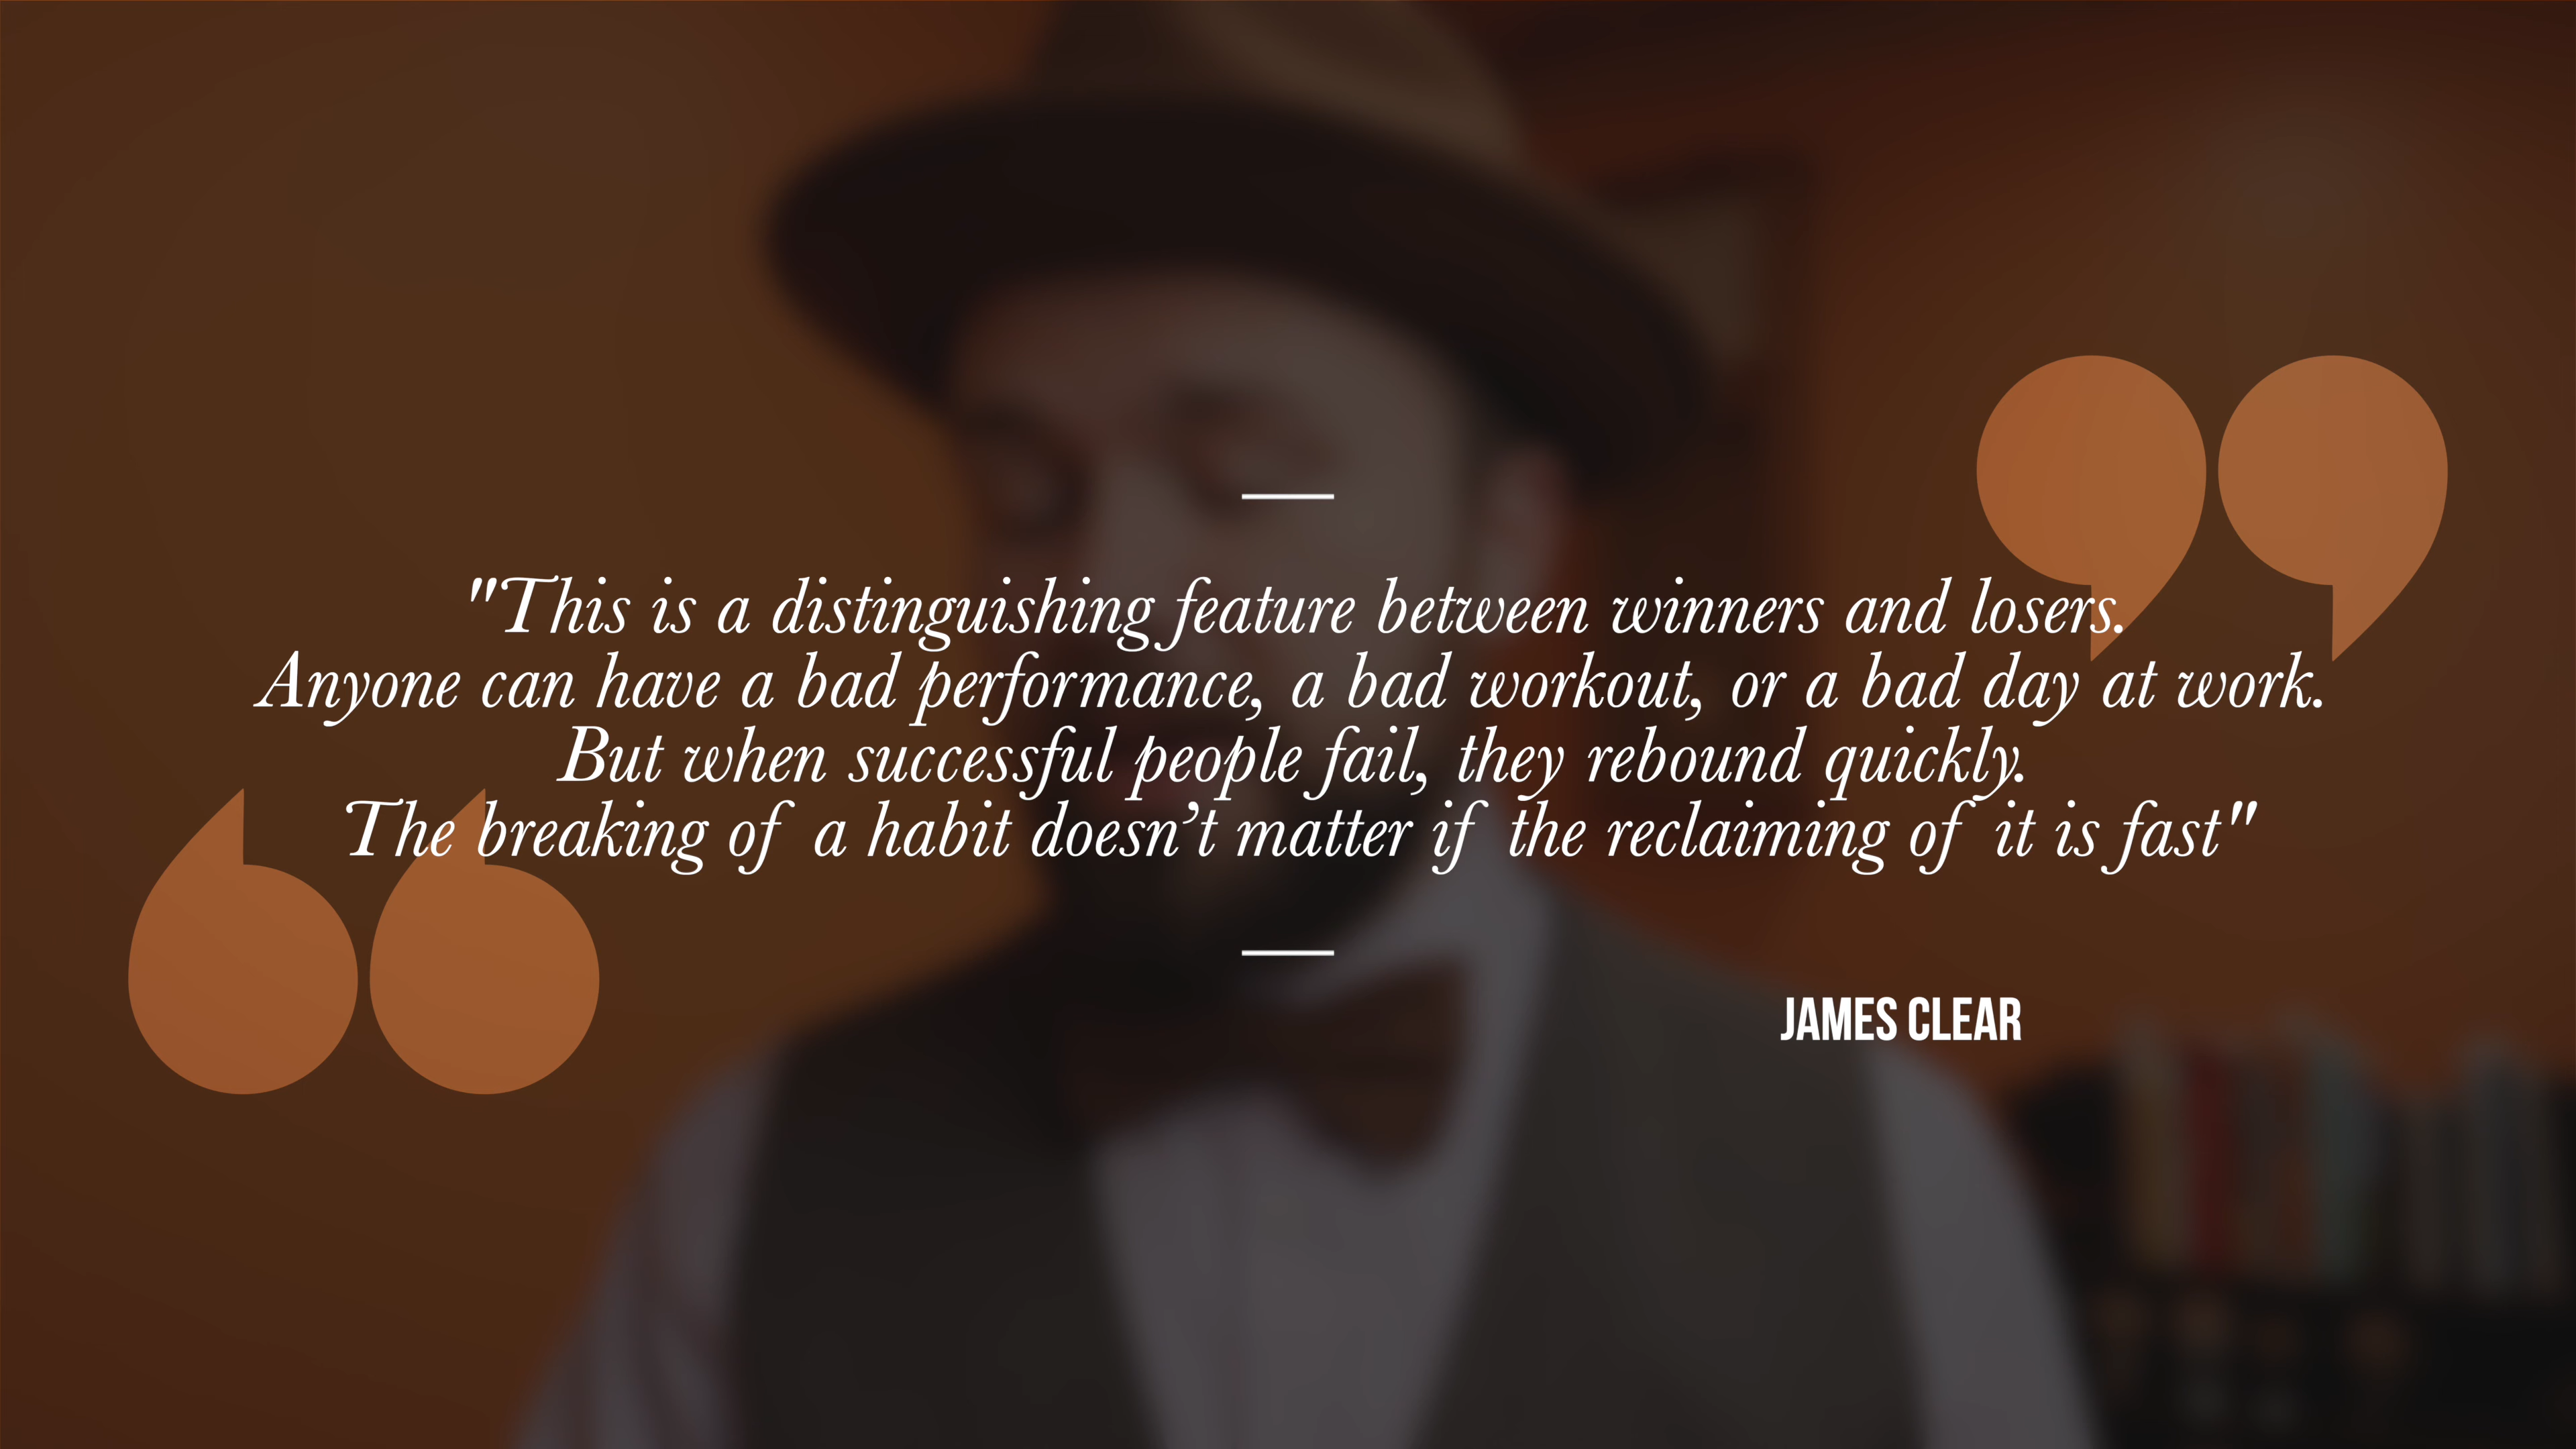 "This is a distinguishing feature between winners and losers.
Anyone can have a bad performance, a bad workout, or a bad day at work.
But when successful people fail, they rebound quickly.
The breaking of a habit doesn’t matter if the reclaiming of it is fast"
JAMES CLEAR